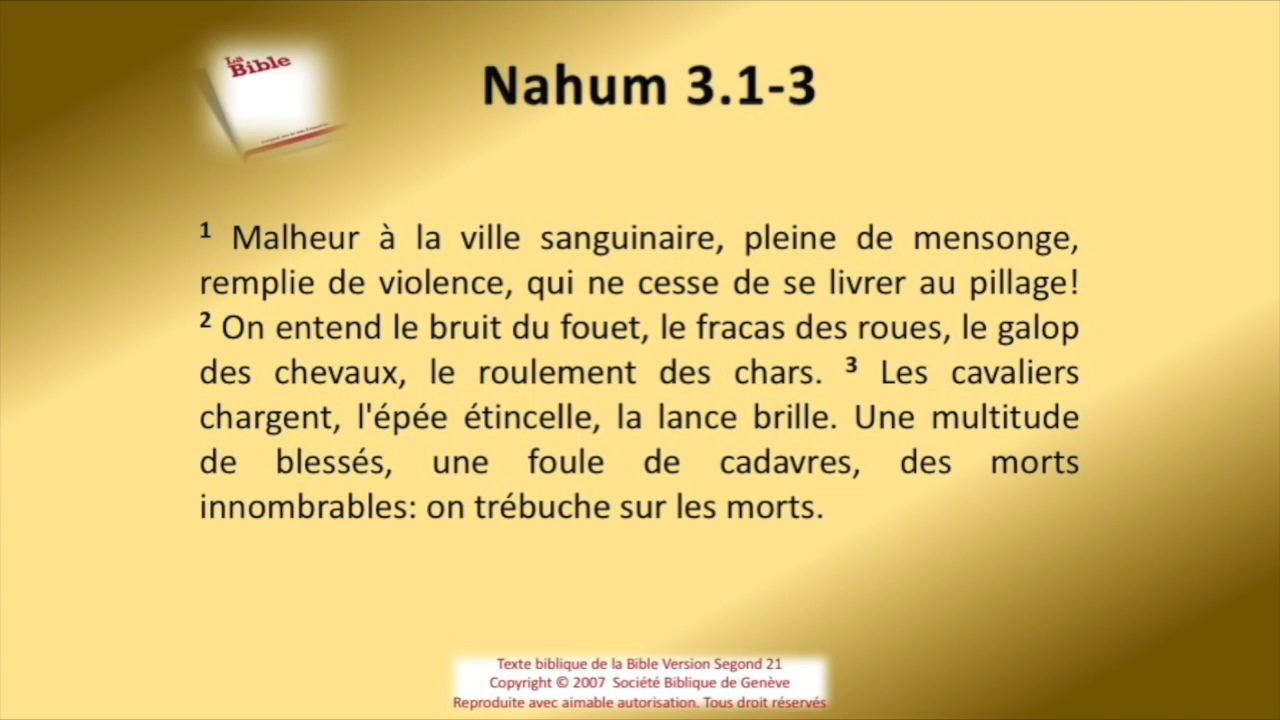 La
Bible
Nahum 3.1-3
1 Malheur à la ville sanguinaire, pleine de mensonge,
remplie de violence, qui ne cesse de se livrer au pillage!
2 On entend le bruit du fouet, le fracas des roues, le galop
des chevaux, le roulement des chars. 3 Les cavaliers
chargent, l'épée étincelle, la lance brille. Une multitude
de blessés, une foule de cadavres, des morts
innombrables: on trébuche sur les morts.
Texte biblique de la Bible Version Segond 21
Copyright © 2007 Société Biblique de Genève
Reproduite avec aimable autorisation. Tous droit réservés